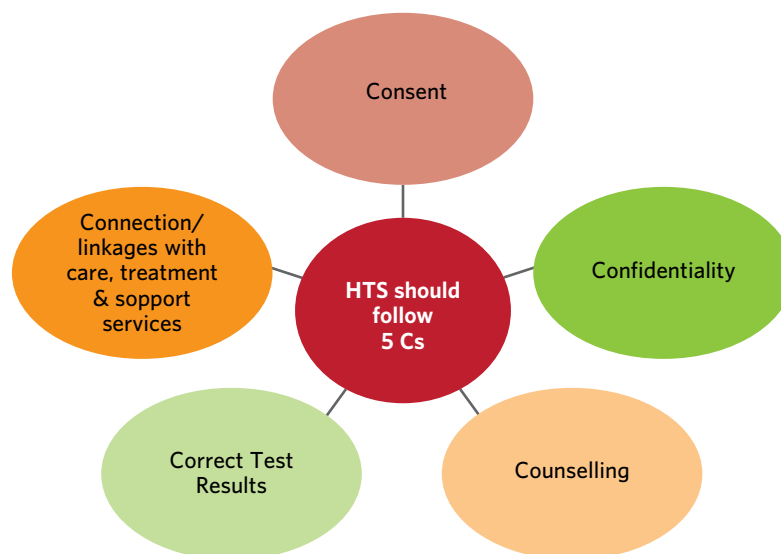 Consent
Connection/
linkages with
care, treatment
& sopport
services
Confidentiality
HTS should
follow
5 Cs
Correct Test
Results
Counselling